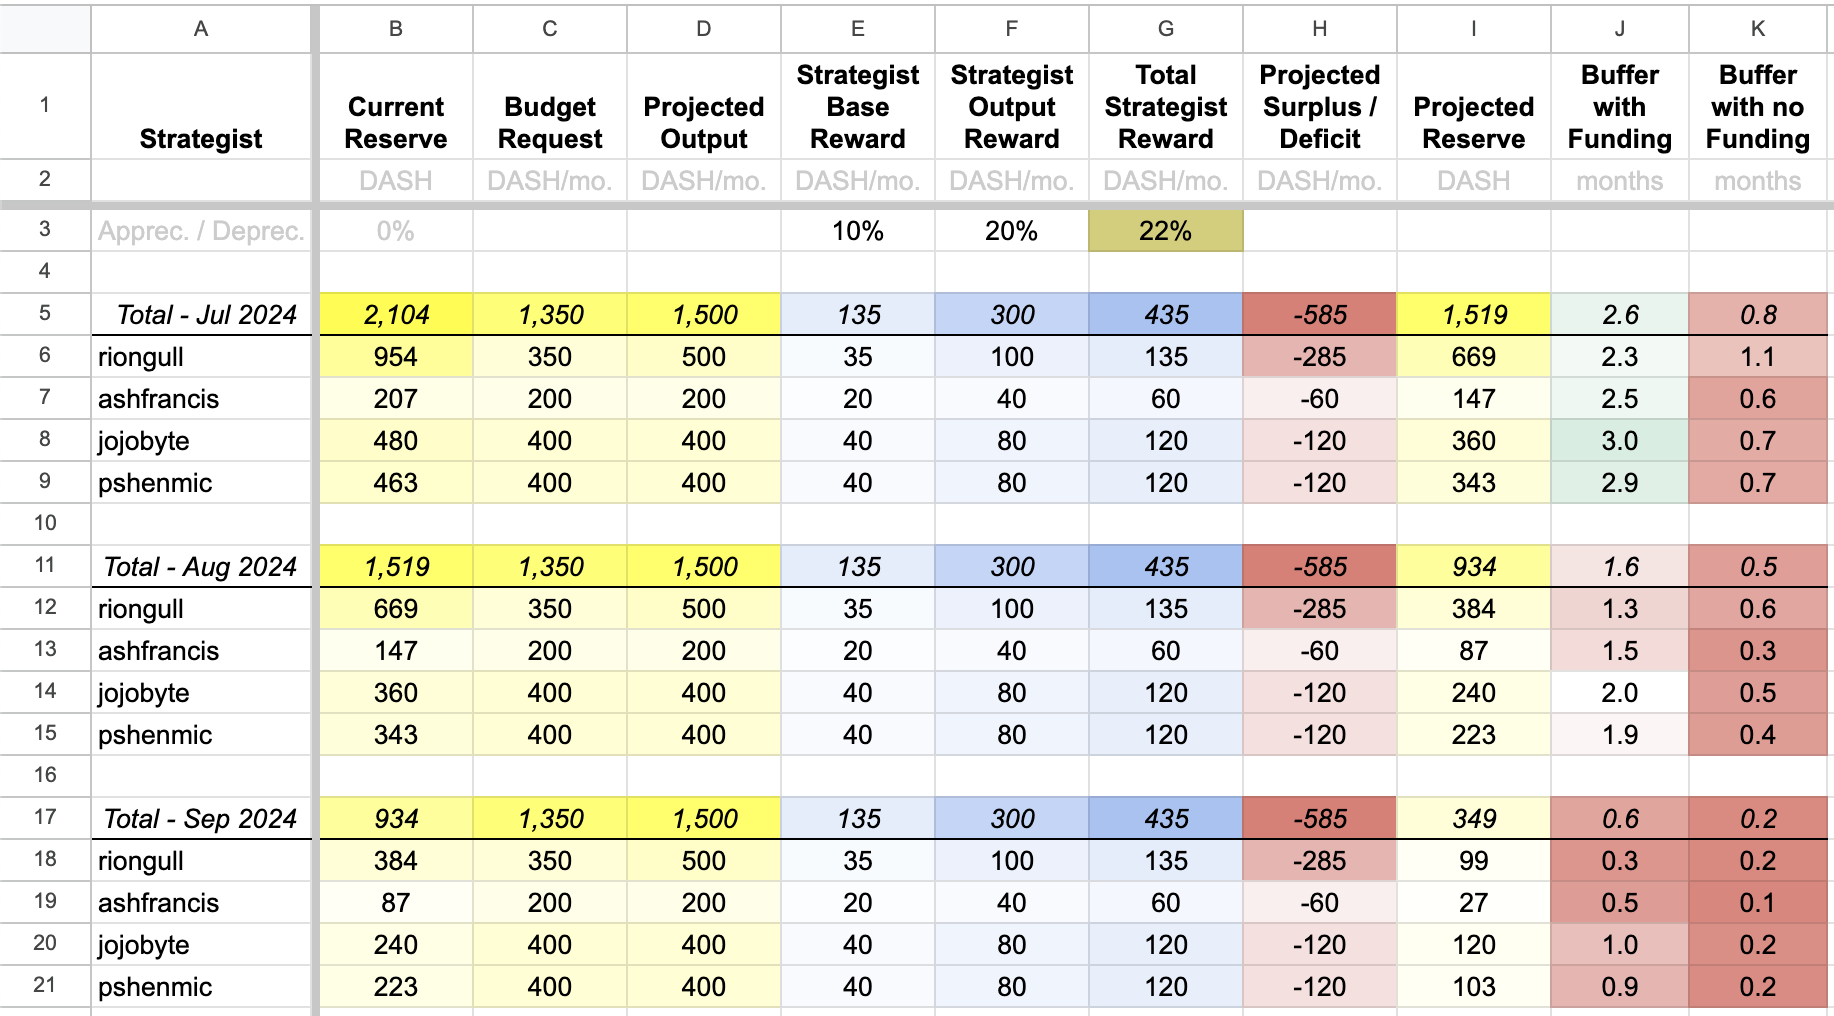 A B C D E F G H I J K
1 Strategist Current Reserve Budget Request Projected Output Strategist Base Reward Strategist Output Reward Total Strategist Reward Projected Surplus / Deficit Projected Reserve Buffer with Funding Buffer with no Funding
2 DASH DASH/mo. DASH/mo. DASH/mo. DASH/mo. DASH/mo. DASH/mo. DASH months months
3 Apprec. / Deprec. 0% 10% 20% 22%
4
5 Total - Jul 2024 2,104 1,350 1,500 135 300 435 -585 1,519 2.6 0.8
6 riongull 954 350 500 35 100 135 -285 669 2.3 1.1
7 ashfrancis 207 200 200 20 40 60 -60 147 2.5 0.6
8 jojobyte 480 400 400 40 80 120 -120 360 3.0 0.7
9 pshenmic 463 400 400 40 80 120 -120 343 2.9 0.7
10
11 Total - Aug 2024 1,519 1,350 1,500 135 300 435 -585 934 1.6 0.5
12 riongull 669 350 500 35 100 135 -285 384 1.3 0.6
13 ashfrancis 147 200 200 20 40 60 -60 87 1.5 0.3
14 jojobyte 360 400 400 40 80 120 -120 240 2.0 0.5
15 pshenmic 343 400 400 40 80 120 -120 223 1.9 0.4
16
17 Total - Sep 2024 934 1,350 1,500 135 300 435 -585 349 0.6 0.2
18 riongull 384 350 500 35 100 135 -285 99 0.3 0.2
19 ashfrancis 87 200 200 20 40 60 -60 27 0.5 0.1
20 jojobyte 240 400 400 40 80 120 -120 120 1.0 0.2
21 pshenmic 223 400 400 40 80 120 -120 103 0.9 0.2